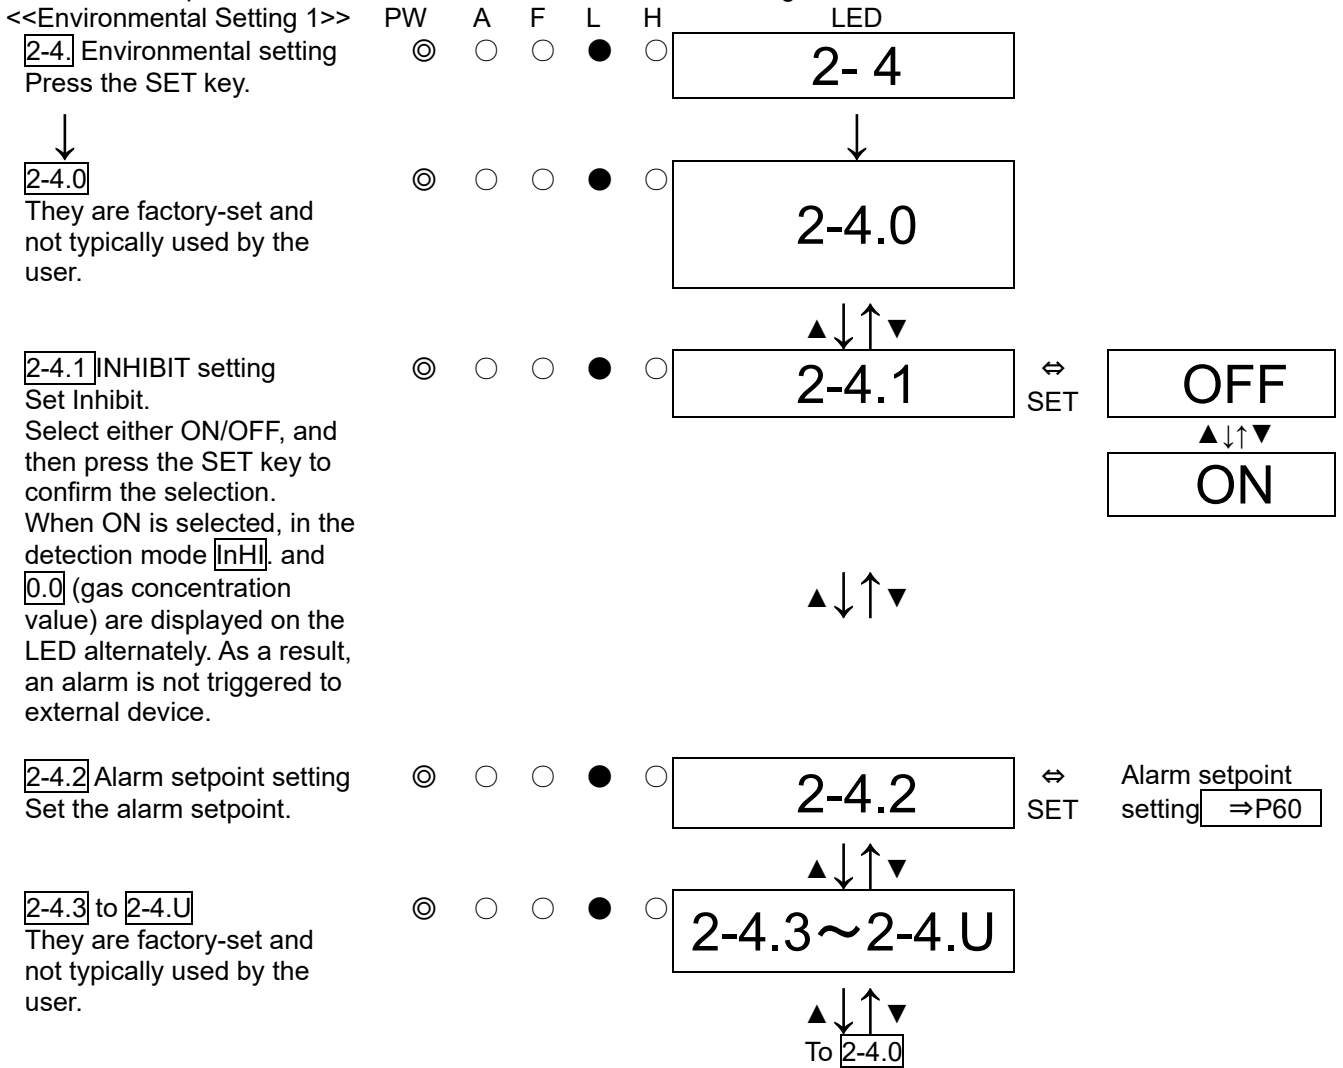 <<Environmental Setting 1>> PW A F L H LED
2-4. Environmental setting ◎ ○ ○ ● ○ 2- 4
Press the SET key.
↓ ↓
2-4.0 ◎ ○ ○ ● ○ 2-4.0
They are factory-set and
not typically used by the
user.
▲↓↑▼
2-4.1 INHIBIT setting ◎ ○ ○ ● ○ 2-4.1 ⇔ OFF
Set Inhibit. SET
Select either ON/OFF, and ▲↓↑▼
then press the SET key to ON
confirm the selection.
When ON is selected, in the
detection mode InHI. and
0.0 (gas concentration ▲↓↑▼
value) are displayed on the
LED alternately. As a result,
an alarm is not triggered to
external device.
2-4.2 Alarm setpoint setting ◎ ○ ○ ● ○ 2-4.2 ⇔ Alarm setpoint
Set the alarm setpoint. SET setting ⇒P60
▲↓↑▼
2-4.3 to 2-4.U ◎ ○ ○ ● ○ 2-4.3～2-4.U
They are factory-set and
not typically used by the
user.
▲↓↑▼
To 2-4.0